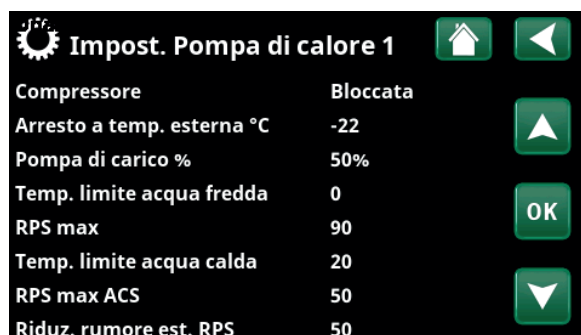 Impost. Pompa di calore 1
Compressore Bloccata
Arresto a temp. esterna °C -22
Pompa di carico % 50%
Temp. limite acqua fredda 0
RPS max 90
OK
Temp. limite acqua calda 20
RPS max ACS 50
Riduz. rumore est. RPS 50